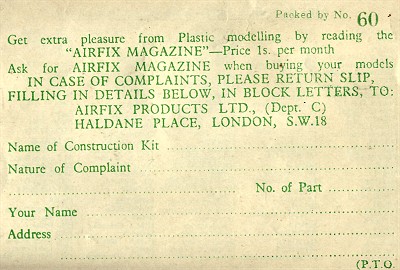 Packed by No. 60
Get extra pleasure from Plastic modelling by reading the
“AIRFIX MAGAZINE”—Price 1s. per month
Ask for AIRFIX MAGAZINE when buying your models
IN CASE OF COMPLAINTS, PLEASE RETURN SLIP,
FILLING IN DETAILS BELOW, IN BLOCK LETTERS, TO:
AIRFIX PRODUCTS LTD., (Dept. C)
HALDANE PLACE, LONDON, S.W.18
Name of Construction Kit
Nature of Complaint
No. of Part
Your Name
Address
(P.T.O.